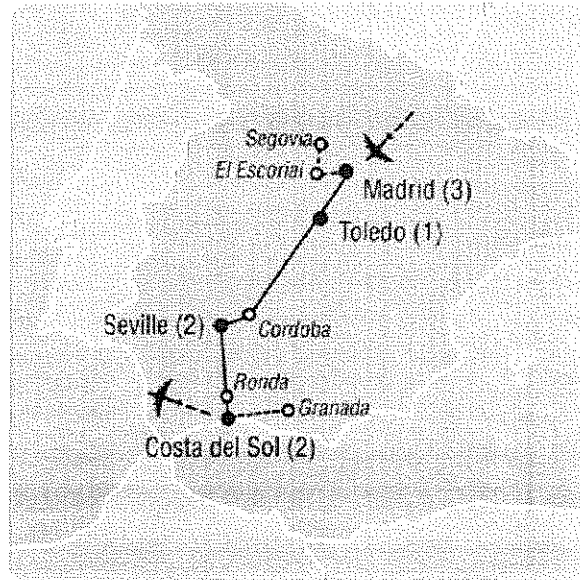 Segovia
El Escorial
Madrid (3)
Toledo (1)
Seville (2)
Cordoba
Ronda
Granada
Costa del Sol (2)